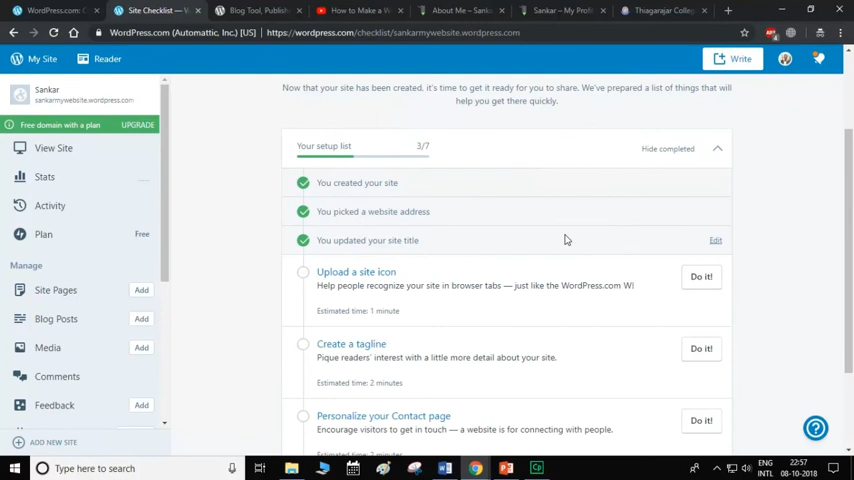 WordPress.com: C
Site Checklist —
Blog Tool, Publish
How to Make a W
About Me – Sank
Sankar – My Profi
Thiagarajar Colleg
WordPress.com (Automattic, Inc.) [US]
https://wordpress.com/checklist/sankarmywebsite.wordpress.com
4
My Site
Reader
Write
Sankar
sankarmywebsite.wordpress.com
Free domain with a plan UPGRADE
View Site
Stats
Activity
Plan Free
Manage
Site Pages Add
Blog Posts Add
Media Add
Comments
Feedback Add
ADD NEW SITE
Now that your site has been created, it's time to get it ready for you to share. We've prepared a list of things that will
help you get there quickly.
Your setup list 3/7 Hide completed
You created your site
You picked a website address
You updated your site title Edit
Upload a site icon
Help people recognize your site in browser tabs — just like the WordPress.com W!
Do it!
Estimated time: 1 minute
Create a tagline
Pique readers' interest with a little more detail about your site.
Do it!
Estimated time: 2 minutes
Personalize your Contact page
Encourage visitors to get in touch — a website is for connecting with people.
Do it!
Estimated time: 2 minutes
Type here to search
ENG
INTL
22:57
08-10-2018